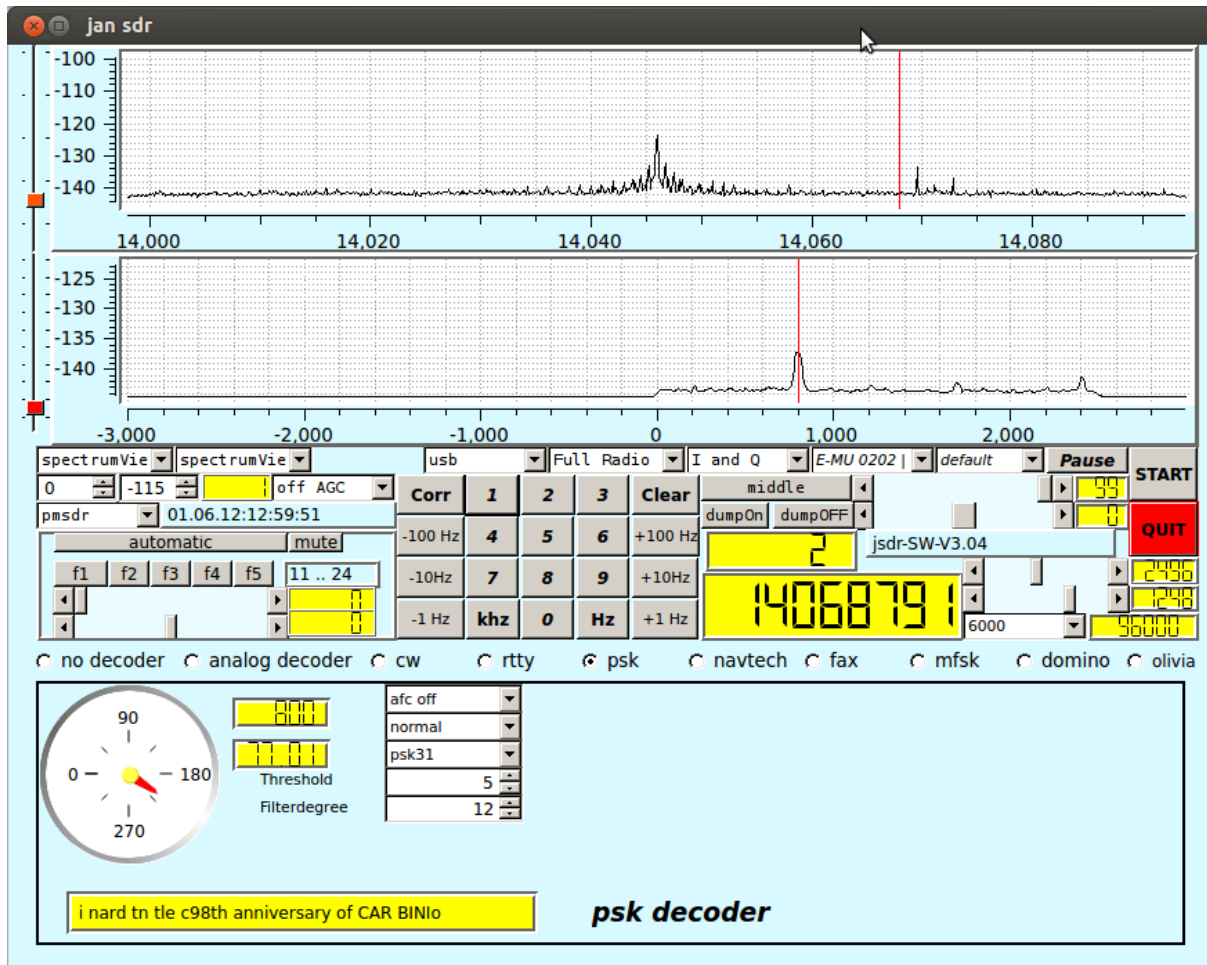 jan sdr
-100
-110
-120
-130
-140
14,000 14,020 14,040 14,060 14,080
-125
-130
-135
-140
-3,000 -2,000 -1,000 0 1,000 2,000
spectrumVie spectrumVie usb Full Radio I and Q E-MU 0202 | default Pause START
0 -115 1 off AGC Corr 1 2 3 Clear middle 99
pmsdr 01.06.12:12:59:51 -100 Hz 4 5 6 +100 Hz dumpOn dumpOFF 0 QUIT
automatic mute 2 jsdr-SW-V3.04
f1 f2 f3 f4 f5 11 .. 24 -10Hz 7 8 9 +10Hz 14068791 2496
0 -1 Hz khz 0 Hz +1 Hz 1248
0 6000 96000
no decoder analog decoder cw rtty psk navtech fax mfsk domino olivia
90 800 afc off
normal
0 180 77.01 psk31
Threshold 5
Filterdegree 12
270
i nard tn tle c98th anniversary of CAR BINIo psk decoder